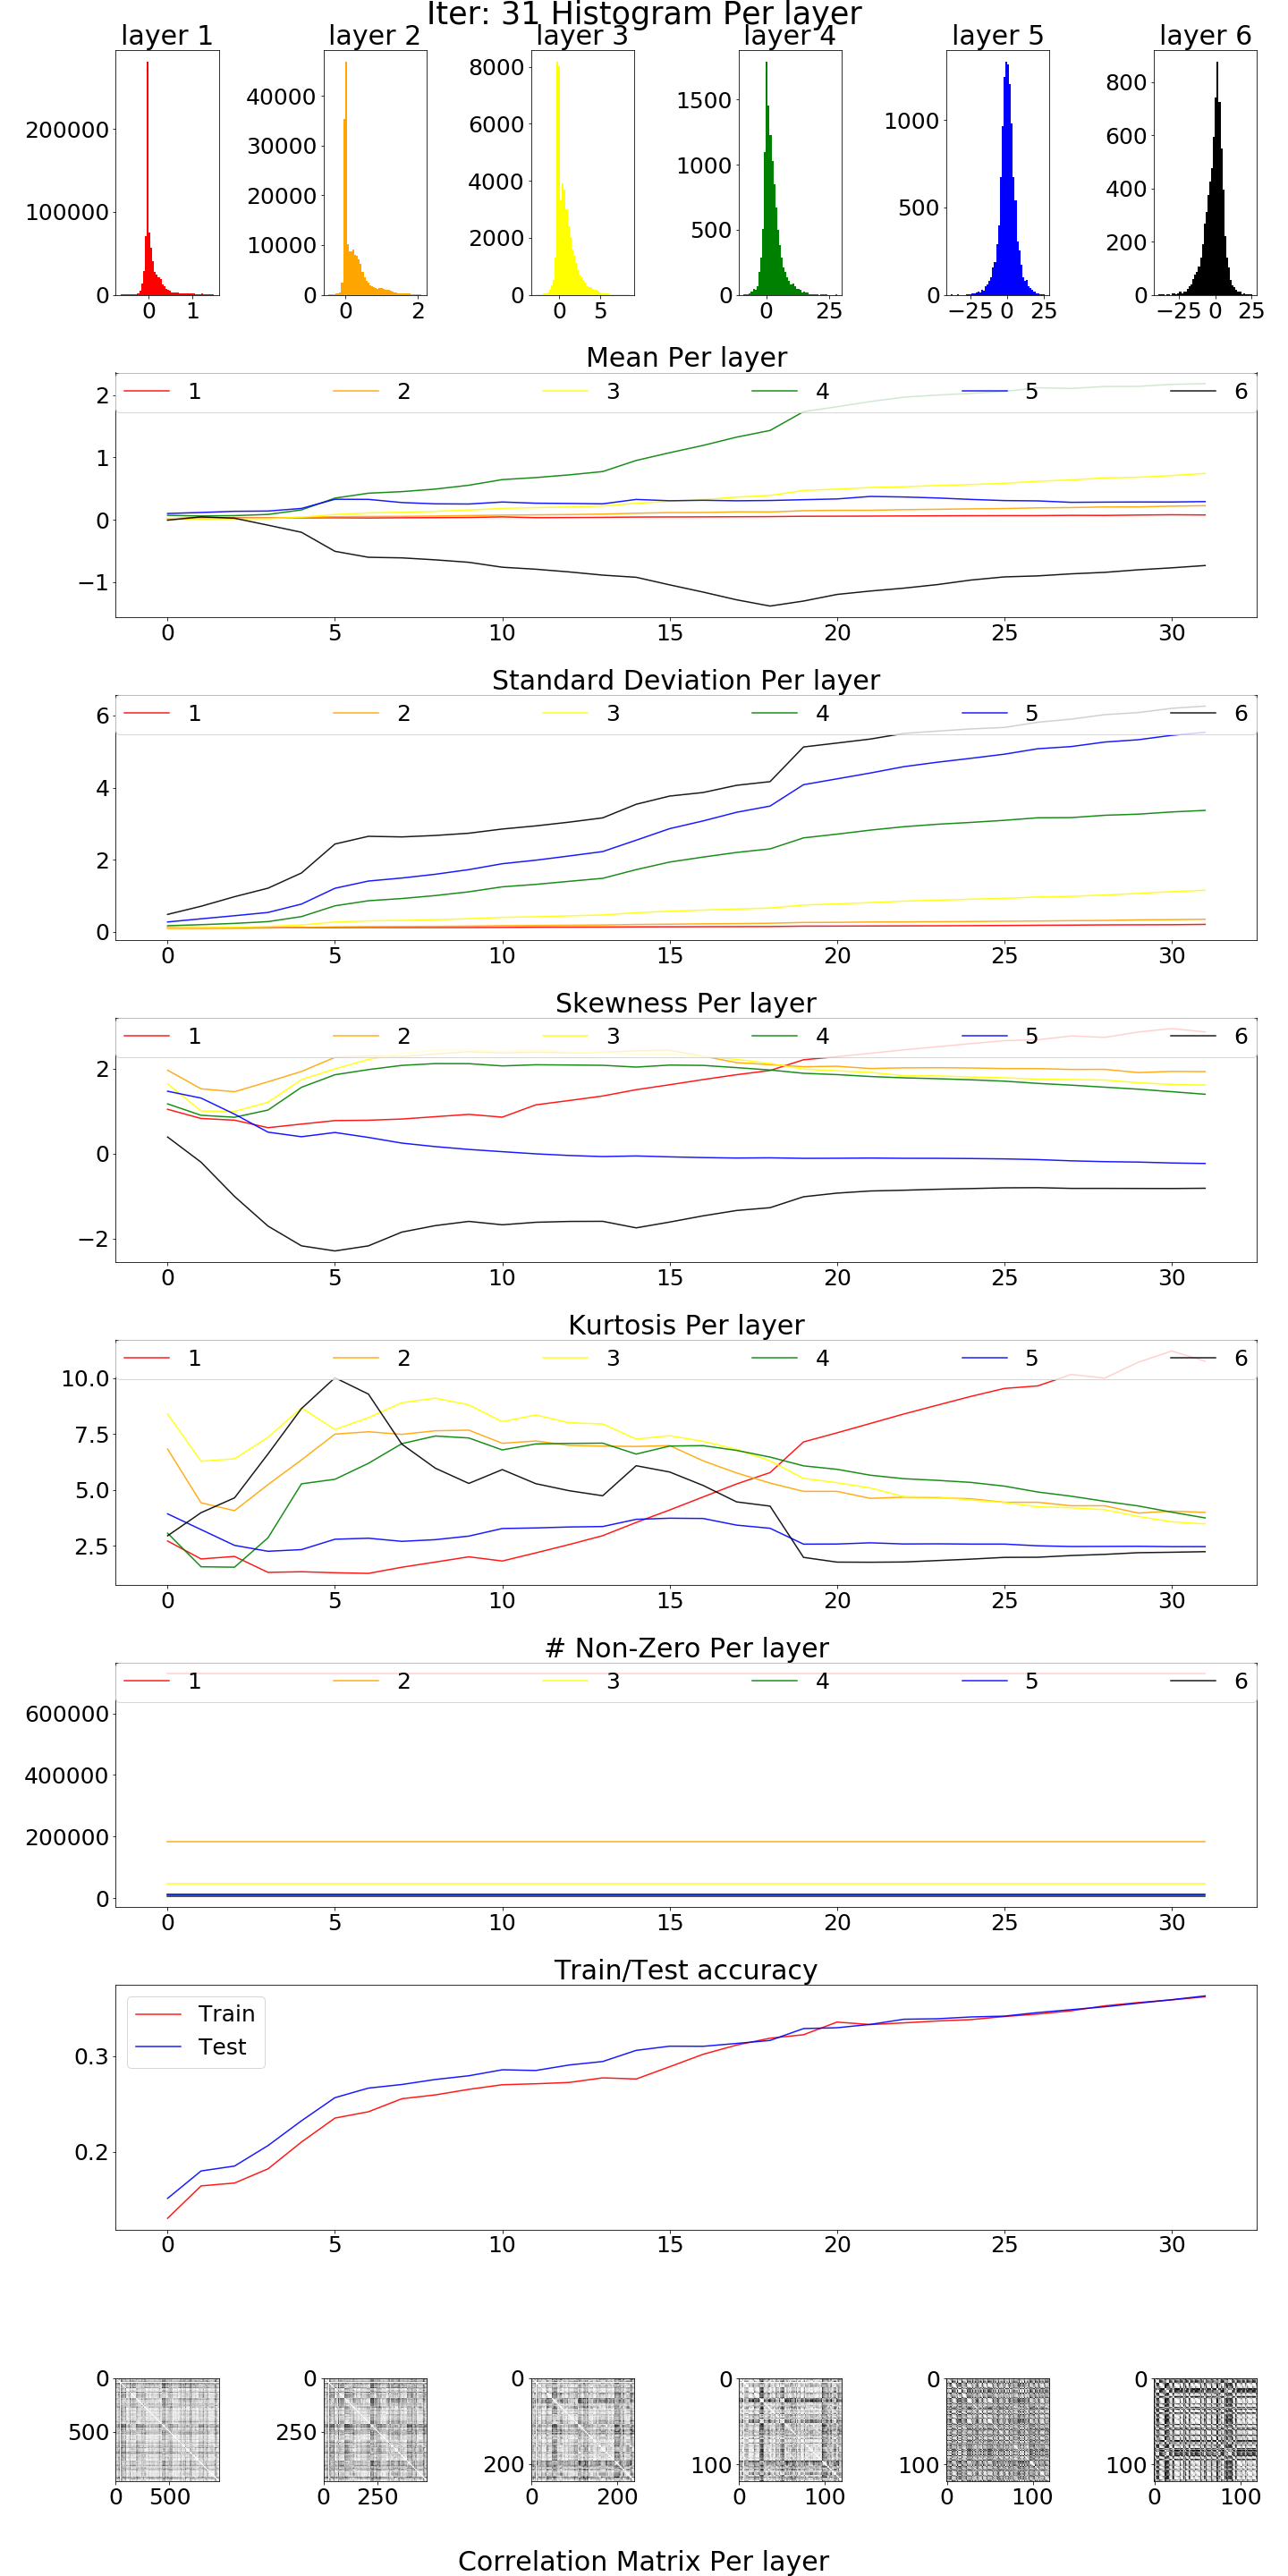 Iter: 31 Histogram Per layer
layer 1 layer 2 layer 3 layer 4 layer 5 layer 6
200000
100000
0
0 1
40000
30000
20000
10000
0
0 2
8000
6000
4000
2000
0
0 5
1500
1000
500
0
0 25
1000
500
0
−25 0 25
800
600
400
200
0
−25 0 25
Mean Per layer
1 2 3 4 5 6
2
1
0
−1
0 5 10 15 20 25 30
Standard Deviation Per layer
1 2 3 4 5 6
6
4
2
0
0 5 10 15 20 25 30
Skewness Per layer
1 2 3 4 5 6
2
0
−2
0 5 10 15 20 25 30
Kurtosis Per layer
1 2 3 4 5 6
10.0
7.5
5.0
2.5
0 5 10 15 20 25 30
# Non-Zero Per layer
1 2 3 4 5 6
600000
400000
200000
0
0 5 10 15 20 25 30
Train/Test accuracy
Train
Test
0.3
0.2
0 5 10 15 20 25 30
0
500
0 500
0
250
0 250
0
200
0 200
0
100
0 100
0
100
0 100
0
100
0 100
Correlation Matrix Per layer